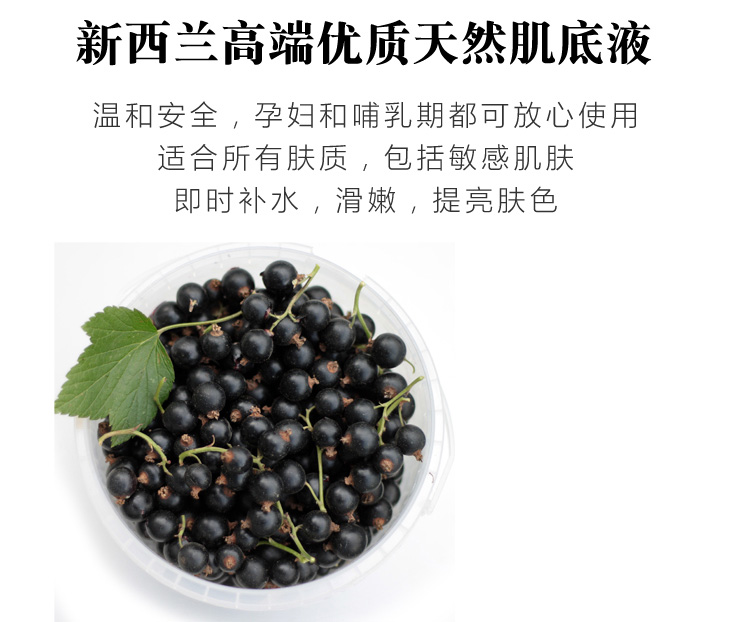 新西兰高端优质天然肌底液
温和安全，孕妇和哺乳期都可放心使用
适合所有肤质，包括敏感肌肤
即时补水，滑嫩，提亮肤色